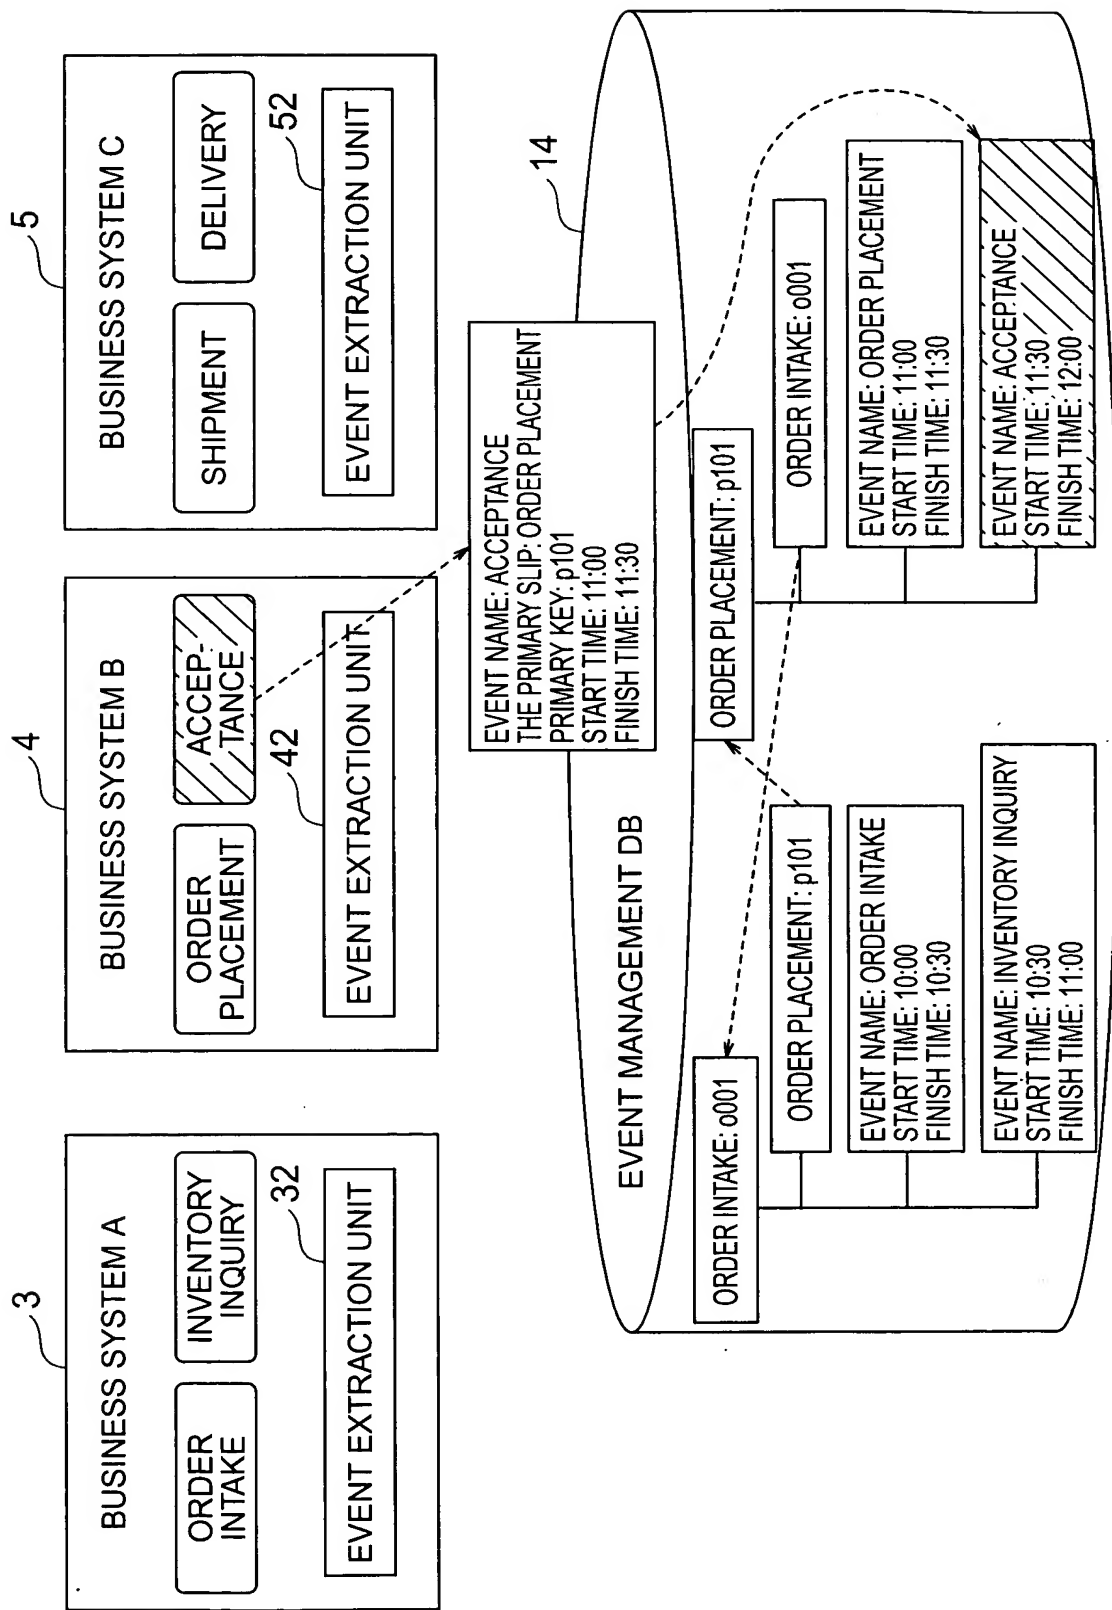 3
BUSINESS SYSTEM A
ORDER
INTAKE
INVENTORY
INQUIRY
32
EVENT EXTRACTION UNIT
4
BUSINESS SYSTEM B
ORDER
PLACEMENT
ACCEP-
TANCE
42
EVENT EXTRACTION UNIT
5
BUSINESS SYSTEM C
SHIPMENT
DELIVERY
52
EVENT EXTRACTION UNIT
EVENT NAME: ACCEPTANCE
THE PRIMARY SLIP: ORDER PLACEMENT
PRIMARY KEY: p101
START TIME: 11:00
FINISH TIME: 11:30
14
EVENT MANAGEMENT DB
ORDER INTAKE: o001
ORDER PLACEMENT: p101
EVENT NAME: ORDER INTAKE
START TIME: 10:00
FINISH TIME: 10:30
EVENT NAME: INVENTORY INQUIRY
START TIME: 10:30
FINISH TIME: 11:00
ORDER PLACEMENT: p101
ORDER INTAKE: o001
EVENT NAME: ORDER PLACEMENT
START TIME: 11:00
FINISH TIME: 11:30
EVENT NAME: ACCEPTANCE
START TIME: 11:30
FINISH TIME: 12:00